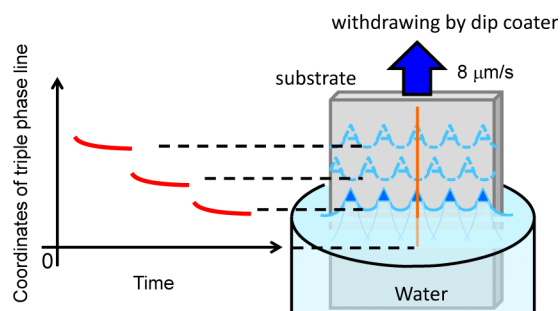 withdrawing by dip coater
8 μm/s
substrate
Coordinates of triple phase line
0
Time
Water